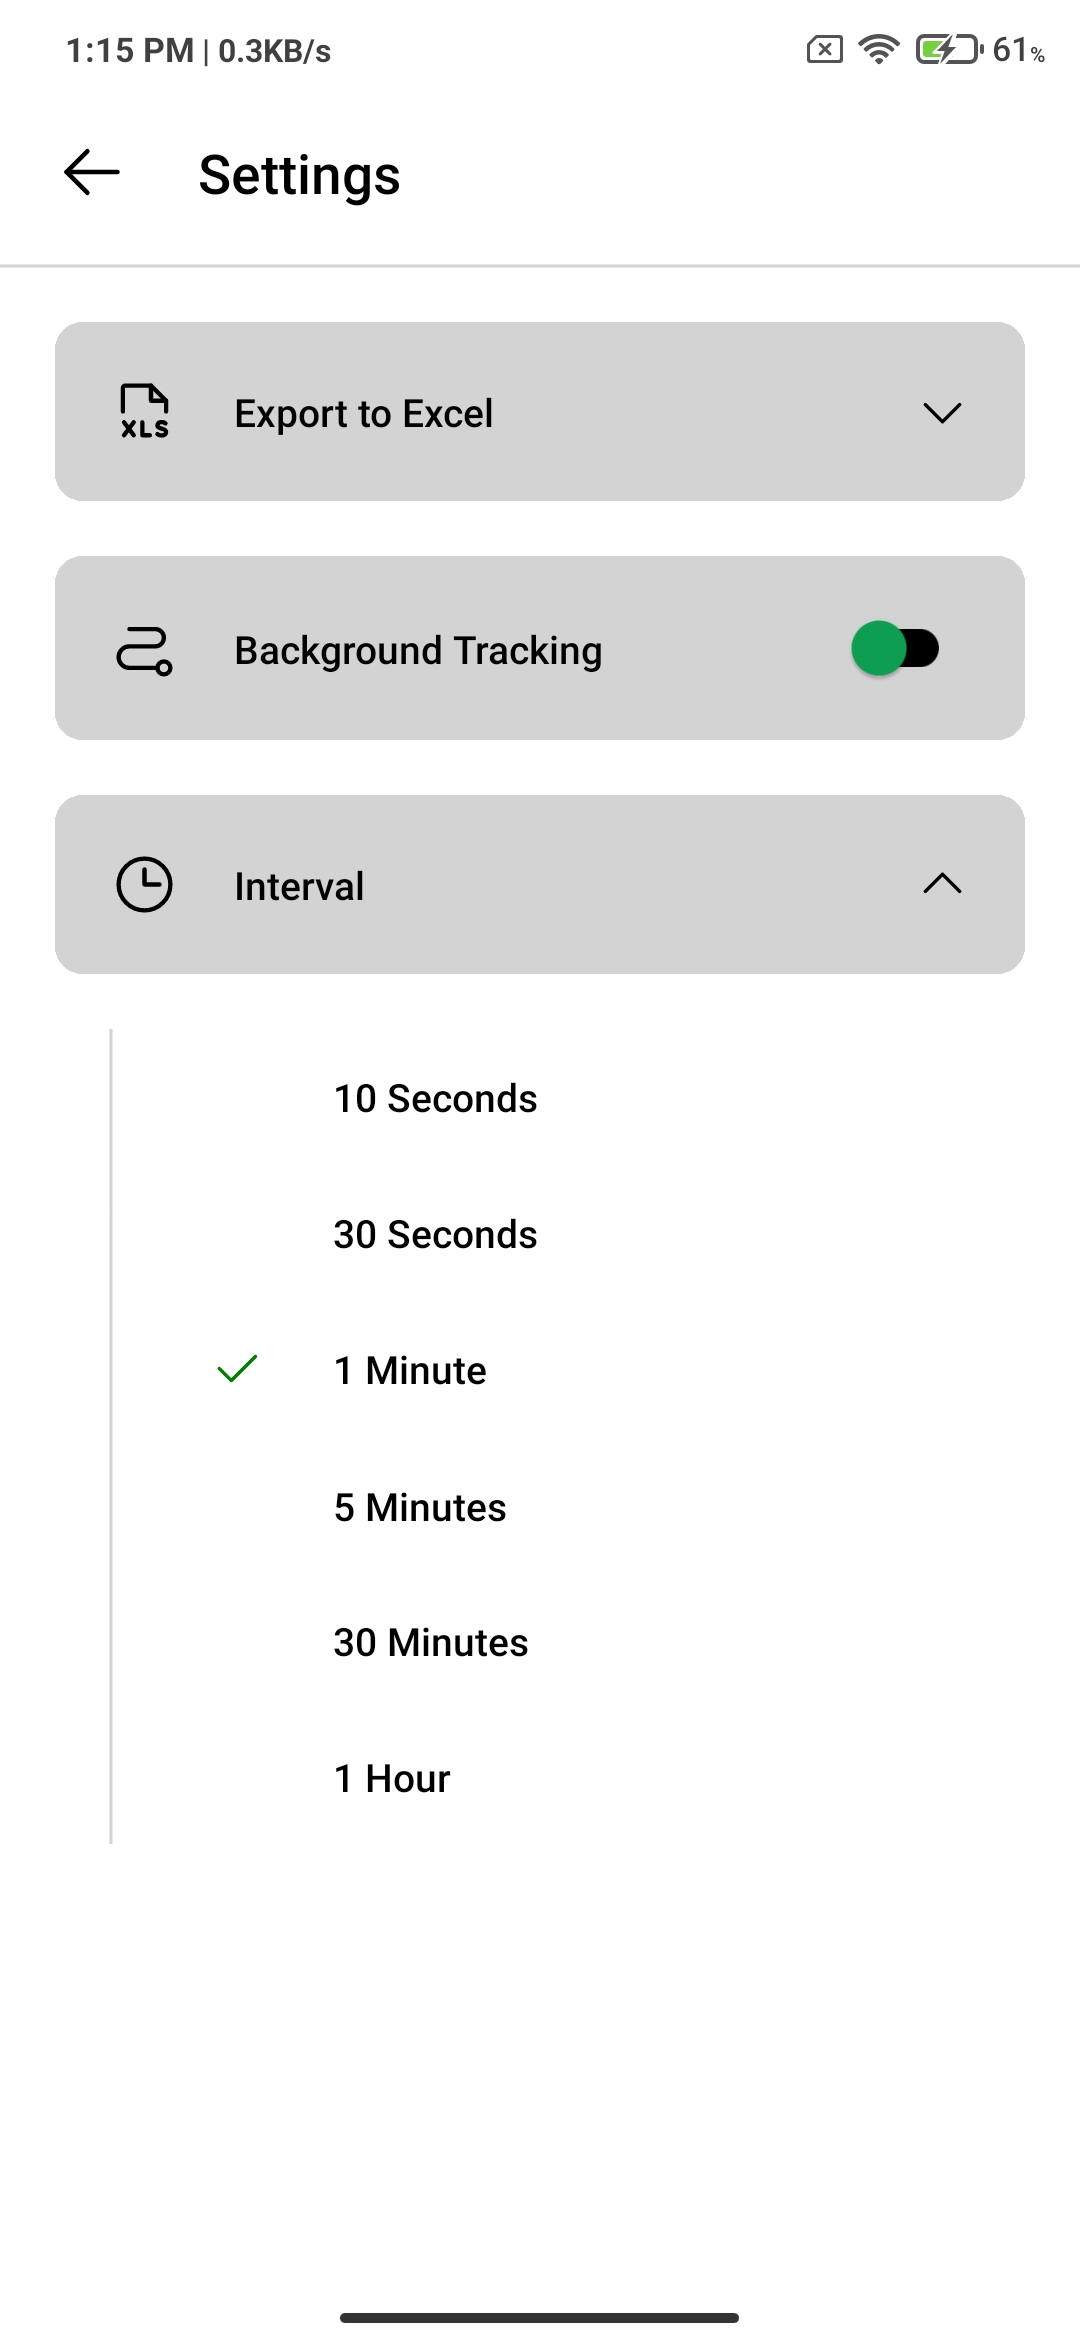 1:15 PM | 0.3KB/s 61%
Settings
XLS Export to Excel
Background Tracking
Interval
10 Seconds
30 Seconds
1 Minute
5 Minutes
30 Minutes
1 Hour